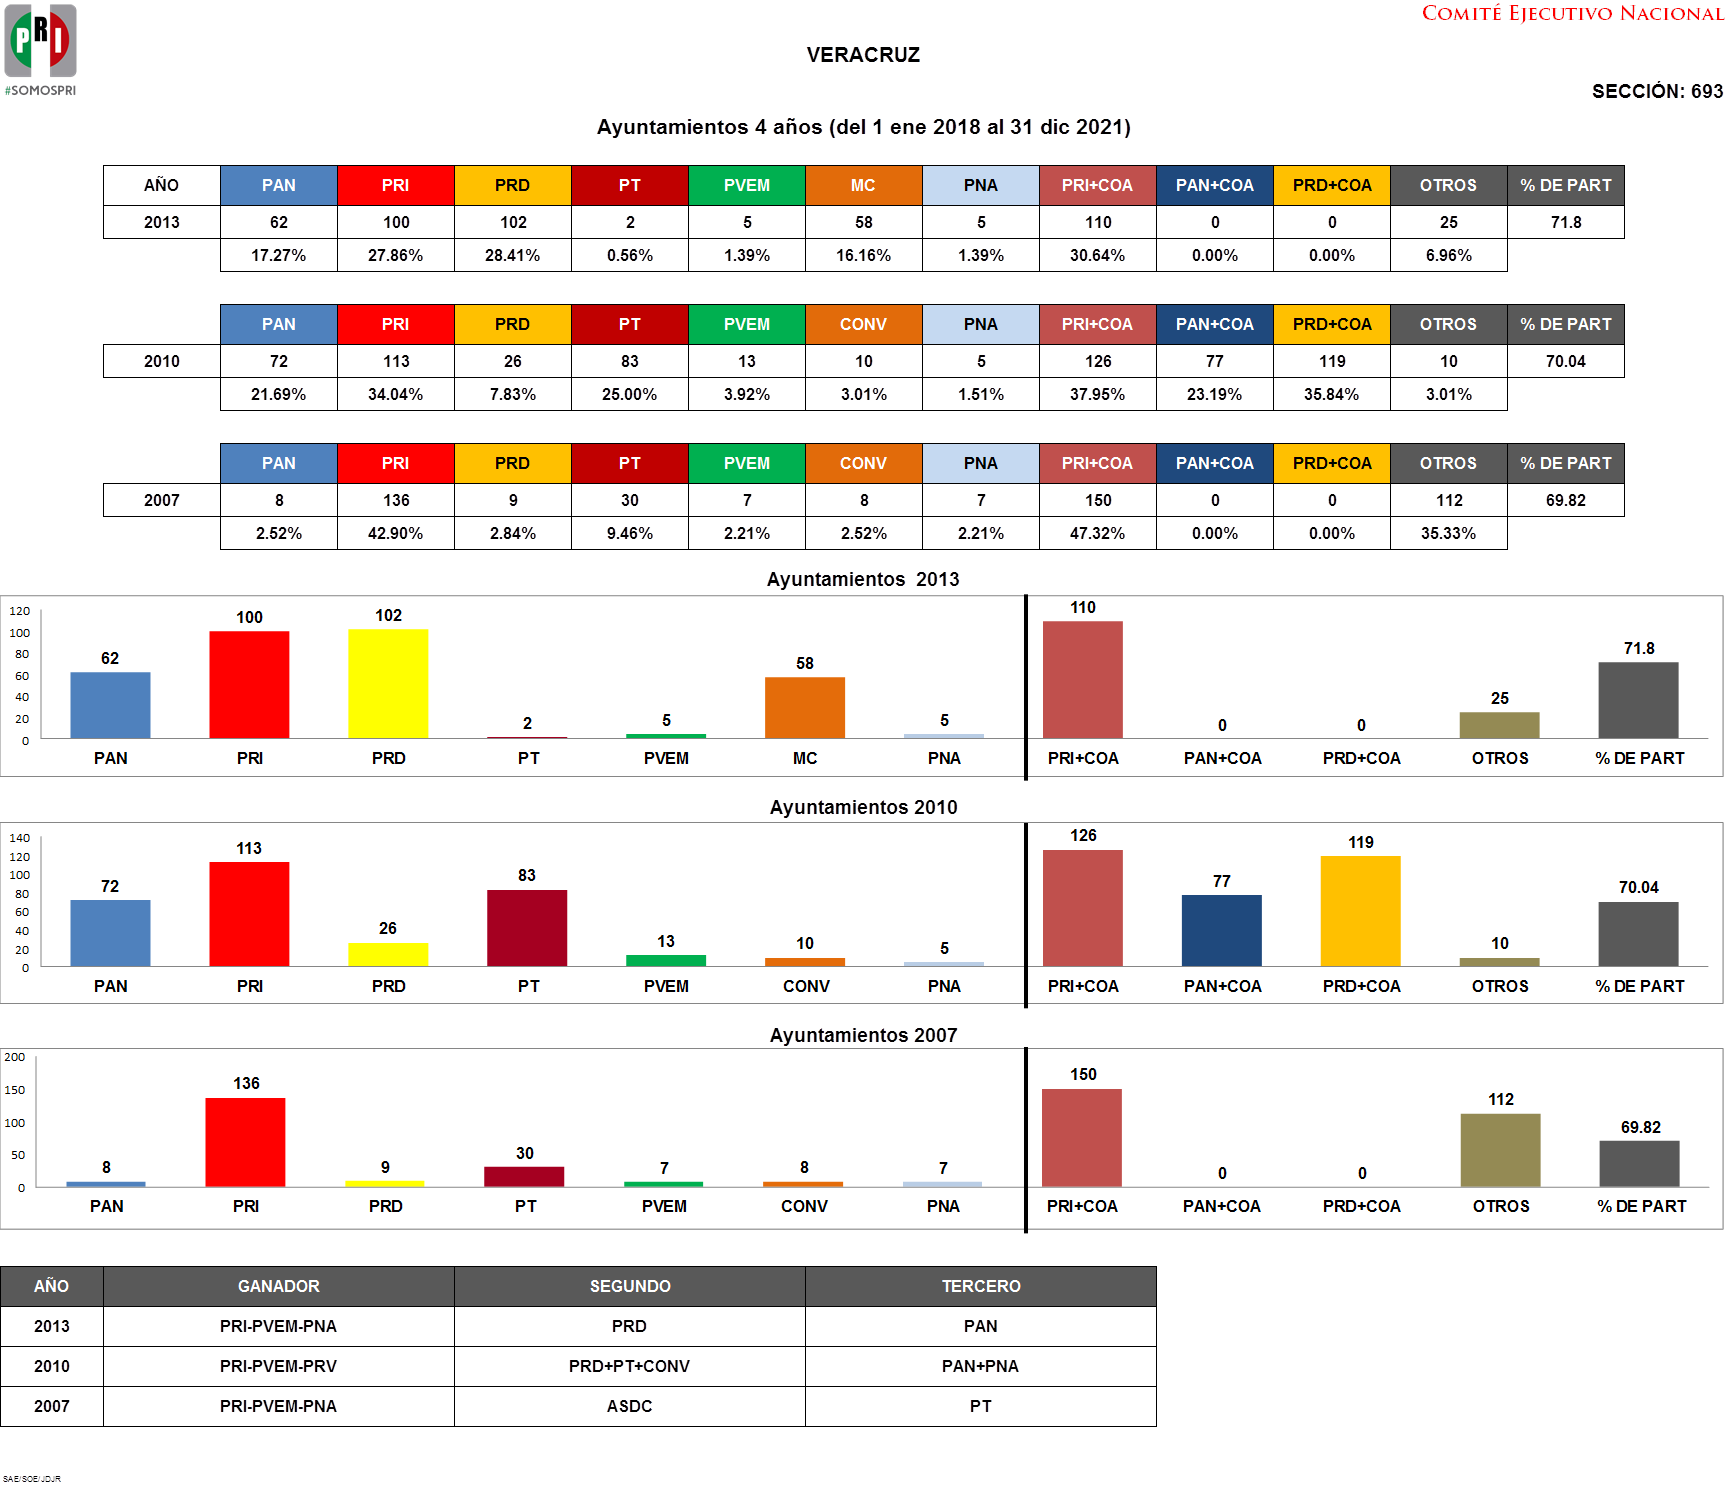 COMITÉ EJECUTIVO NACIONAL
PRI
#SOMOSPRI
VERACRUZ
SECCIÓN: 693
Ayuntamientos 4 años (del 1 ene 2018 al 31 dic 2021)
AÑO PAN PRI PRD PT PVEM MC PNA PRI+COA PAN+COA PRD+COA OTROS % DE PART
2013 62 100 102 2 5 58 5 110 0 0 25 71.8
17.27% 27.86% 28.41% 0.56% 1.39% 16.16% 1.39% 30.64% 0.00% 0.00% 6.96%
PAN PRI PRD PT PVEM CONV PNA PRI+COA PAN+COA PRD+COA OTROS % DE PART
2010 72 113 26 83 13 10 5 126 77 119 10 70.04
21.69% 34.04% 7.83% 25.00% 3.92% 3.01% 1.51% 37.95% 23.19% 35.84% 3.01%
PAN PRI PRD PT PVEM CONV PNA PRI+COA PAN+COA PRD+COA OTROS % DE PART
2007 8 136 9 30 7 8 7 150 0 0 112 69.82
2.52% 42.90% 2.84% 9.46% 2.21% 2.52% 2.21% 47.32% 0.00% 0.00% 35.33%
Ayuntamientos 2013
120
100
80
60
40
20
0
62 100 102 2 5 58 5 110 0 0 25 71.8
PAN PRI PRD PT PVEM MC PNA PRI+COA PAN+COA PRD+COA OTROS % DE PART
Ayuntamientos 2010
140
120
100
80
60
40
20
0
72 113 26 83 13 10 5 126 77 119 10 70.04
PAN PRI PRD PT PVEM CONV PNA PRI+COA PAN+COA PRD+COA OTROS % DE PART
Ayuntamientos 2007
200
150
100
50
0
8 136 9 30 7 8 7 150 0 0 112 69.82
PAN PRI PRD PT PVEM CONV PNA PRI+COA PAN+COA PRD+COA OTROS % DE PART
AÑO GANADOR SEGUNDO TERCERO
2013 PRI-PVEM-PNA PRD PAN
2010 PRI-PVEM-PRV PRD+PT+CONV PAN+PNA
2007 PRI-PVEM-PNA ASDC PT
SAE/SOE/JDJR